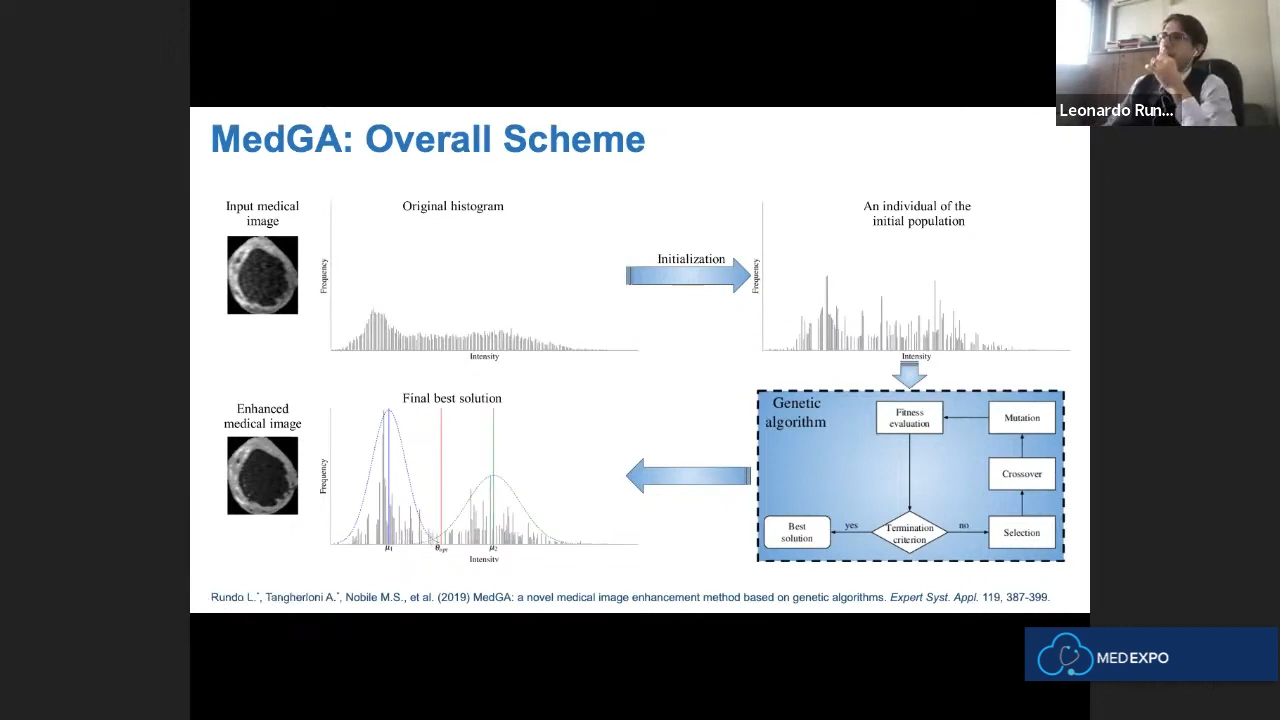 Leonardo Run...
MedGA: Overall Scheme
Input medical
image
Original histogram
Frequency
Intensity
Initialization
An individual of the
initial population
Frequency
Intensity
Enhanced
medical image
Final best solution
Frequency
μ1
θopt
μ2
Intensity
Genetic
algorithm
Fitness
evaluation
Mutation
Crossover
Selection
Termination
criterion
yes
no
Best
solution
Rundo L.*, Tangherloni A.*, Nobile M.S., et al. (2019) MedGA: a novel medical image enhancement method based on genetic algorithms. Expert Syst. Appl. 119, 387-399.
MEDEXPO